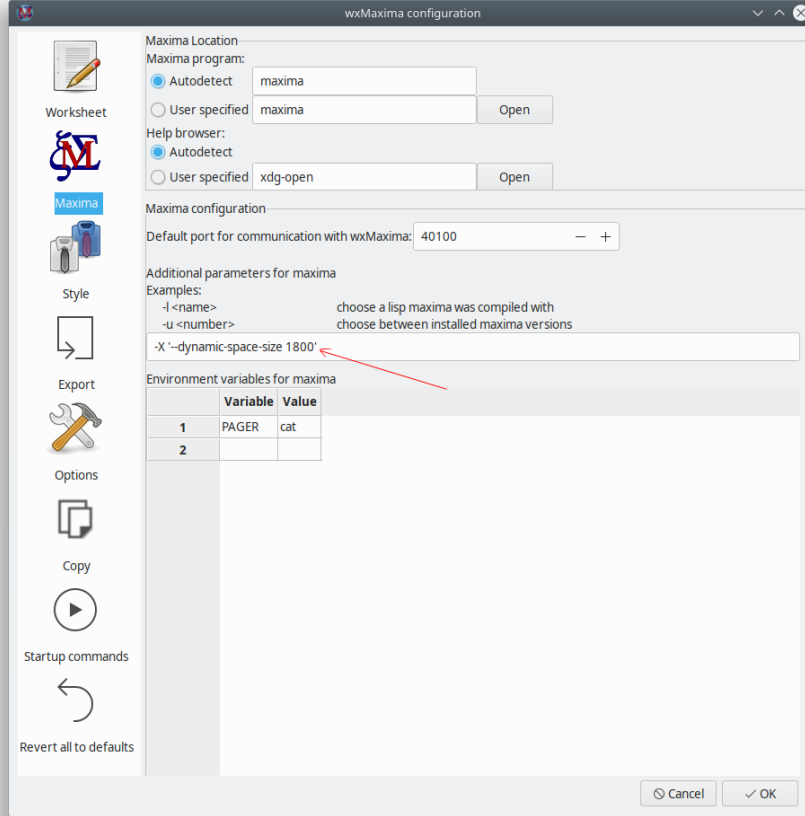 wxMaxima configuration
Worksheet
Maxima
Style
Export
Options
Copy
Startup commands
Revert all to defaults
Maxima Location
Maxima program:
Autodetect maxima
User specified maxima Open
Help browser:
Autodetect
User specified xdg-open Open
Maxima configuration
Default port for communication with wxMaxima: 40100 − +
Additional parameters for maxima
Examples:
-l <name> choose a lisp maxima was compiled with
-u <number> choose between installed maxima versions
-X '--dynamic-space-size 1800'
Environment variables for maxima
Variable Value
1 PAGER cat
2
Cancel OK